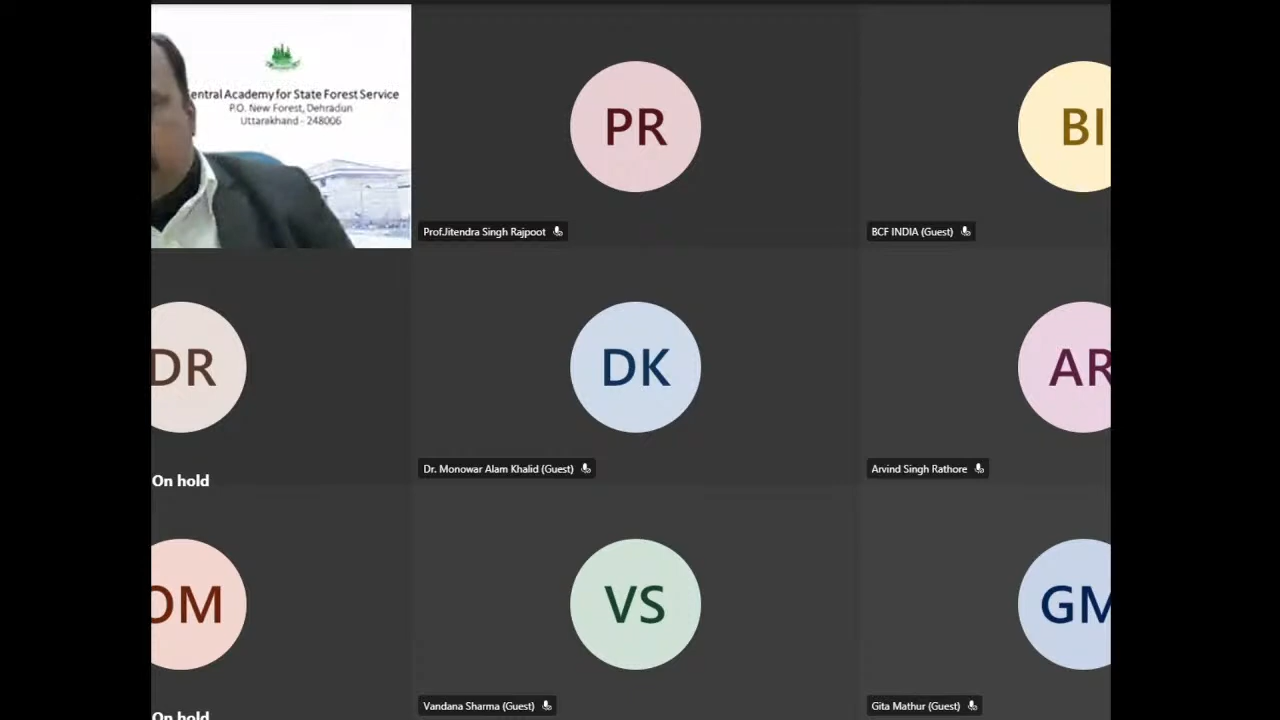 entral Academy for State Forest Service
P.O. New Forest, Dehradun
Uttarakhand - 248006
PR
Prof.Jitendra Singh Rajpoot
BI
BCF INDIA (Guest)
DR
On hold
DK
Dr. Monowar Alam Khalid (Guest)
AR
Arvind Singh Rathore
OM
On hold
VS
Vandana Sharma (Guest)
GM
Gita Mathur (Guest)